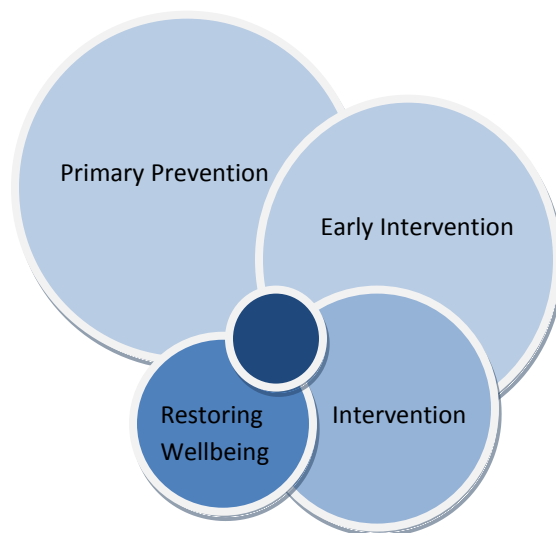 Primary Prevention
Early Intervention
Restoring
Wellbeing
Intervention